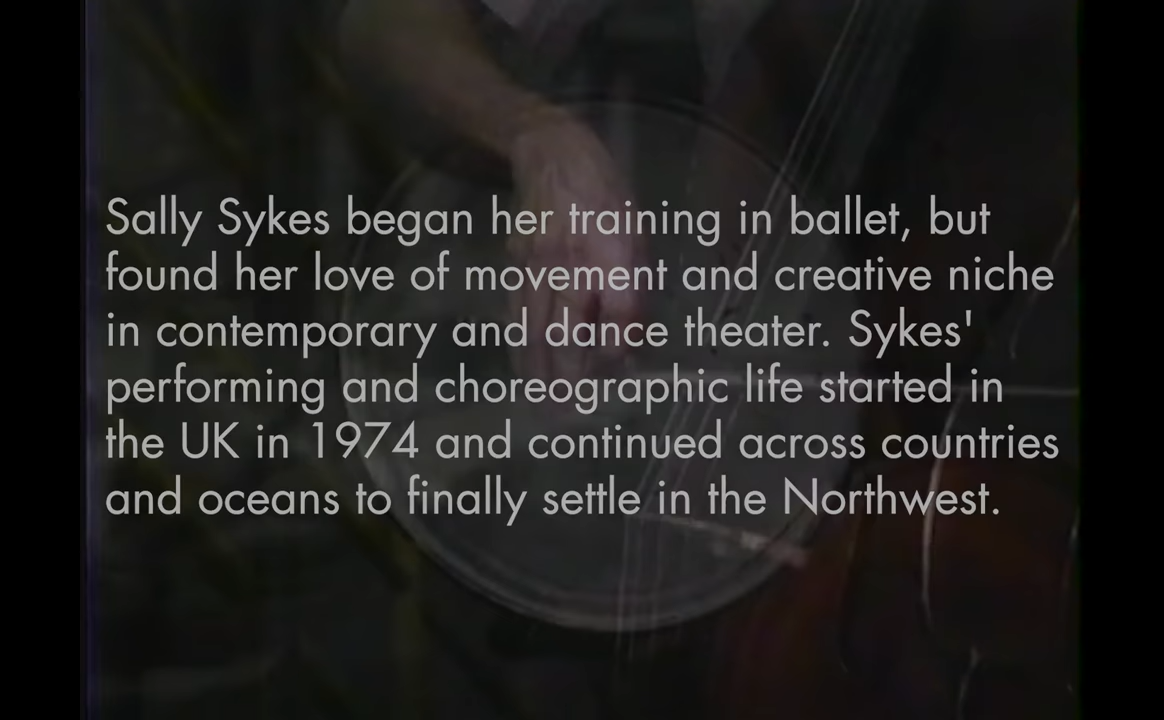 Sally Sykes began her training in ballet, but
found her love of movement and creative niche
in contemporary and dance theater. Sykes'
performing and choreographic life started in
the UK in 1974 and continued across countries
and oceans to finally settle in the Northwest.